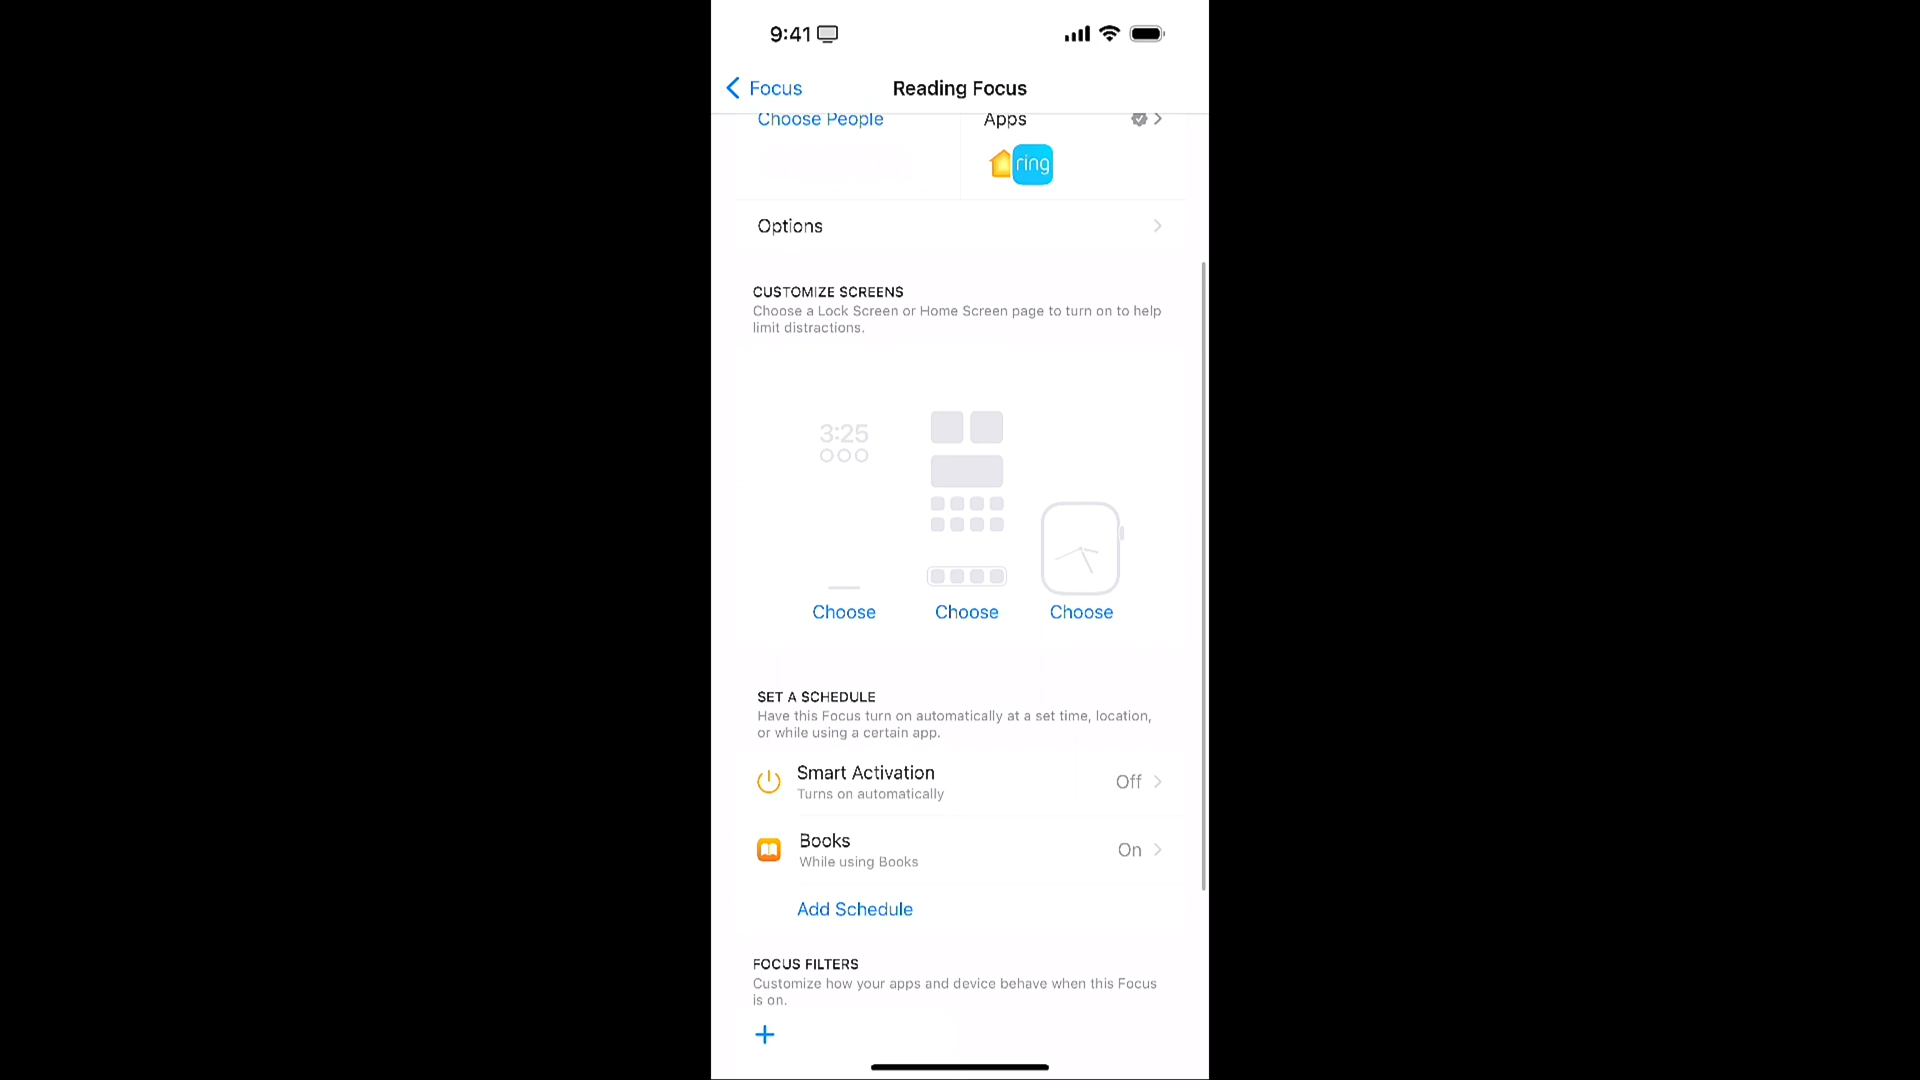 9:41
Focus
Reading Focus
Choose People
Apps
ring
Options
CUSTOMIZE SCREENS
Choose a Lock Screen or Home Screen page to turn on to help
limit distractions.
3:25
Choose
Choose
Choose
SET A SCHEDULE
Have this Focus turn on automatically at a set time, location,
or while using a certain app.
Smart Activation
Off
Turns on automatically
Books
On
While using Books
Add Schedule
FOCUS FILTERS
Customize how your apps and device behave when this Focus
is on.